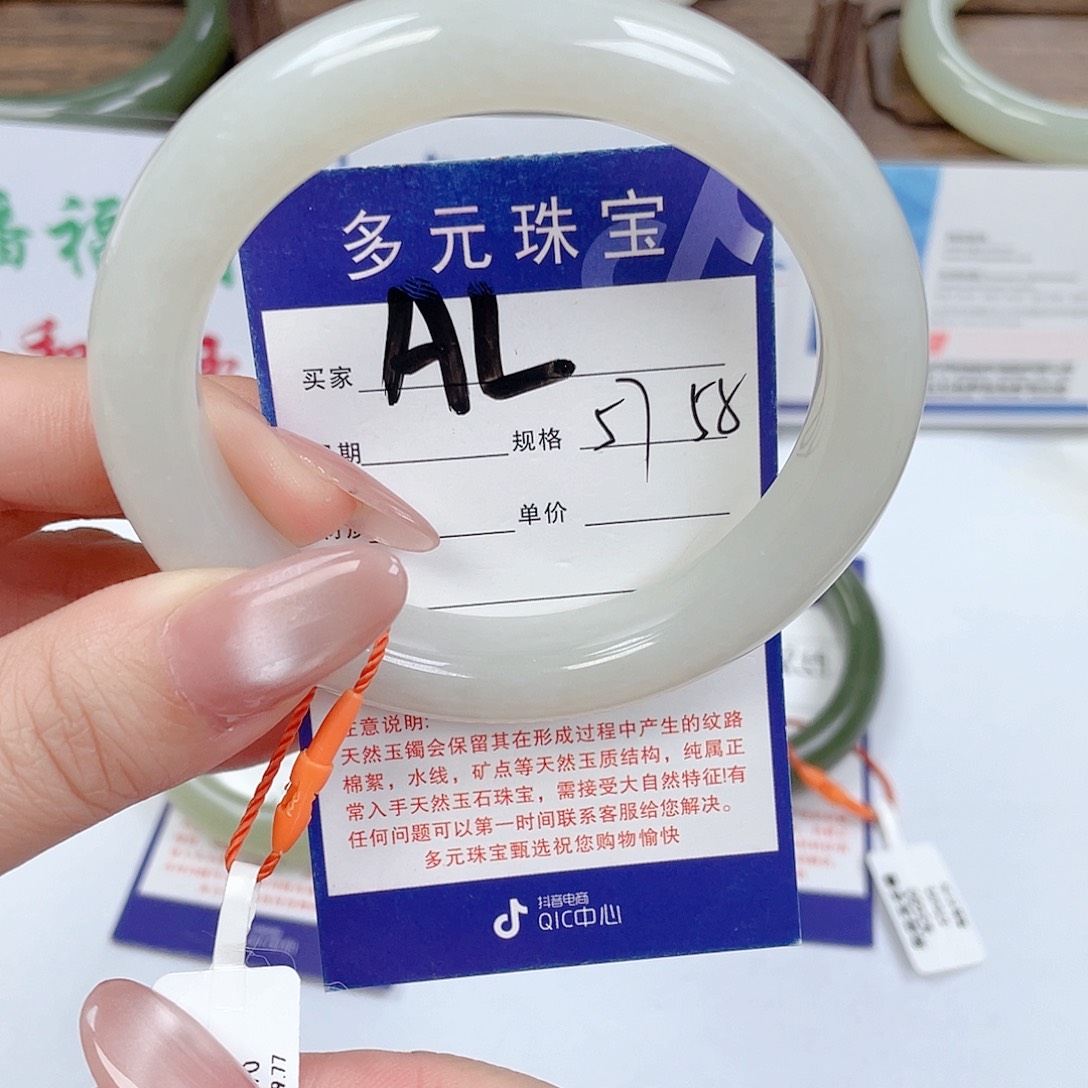 多元珠宝
买家 AL
期 规格 57 58
单价
注意说明:
天然玉镯会保留其在形成过程中产生的纹路
棉絮，水线，矿点等天然玉质结构，纯属正
常入手天然玉石珠宝，需接受大自然特征!有
任何问题可以第一时间联系客服给您解决。
多元珠宝甄选祝您购物愉快
抖音电商
QIC中心
福
9.77